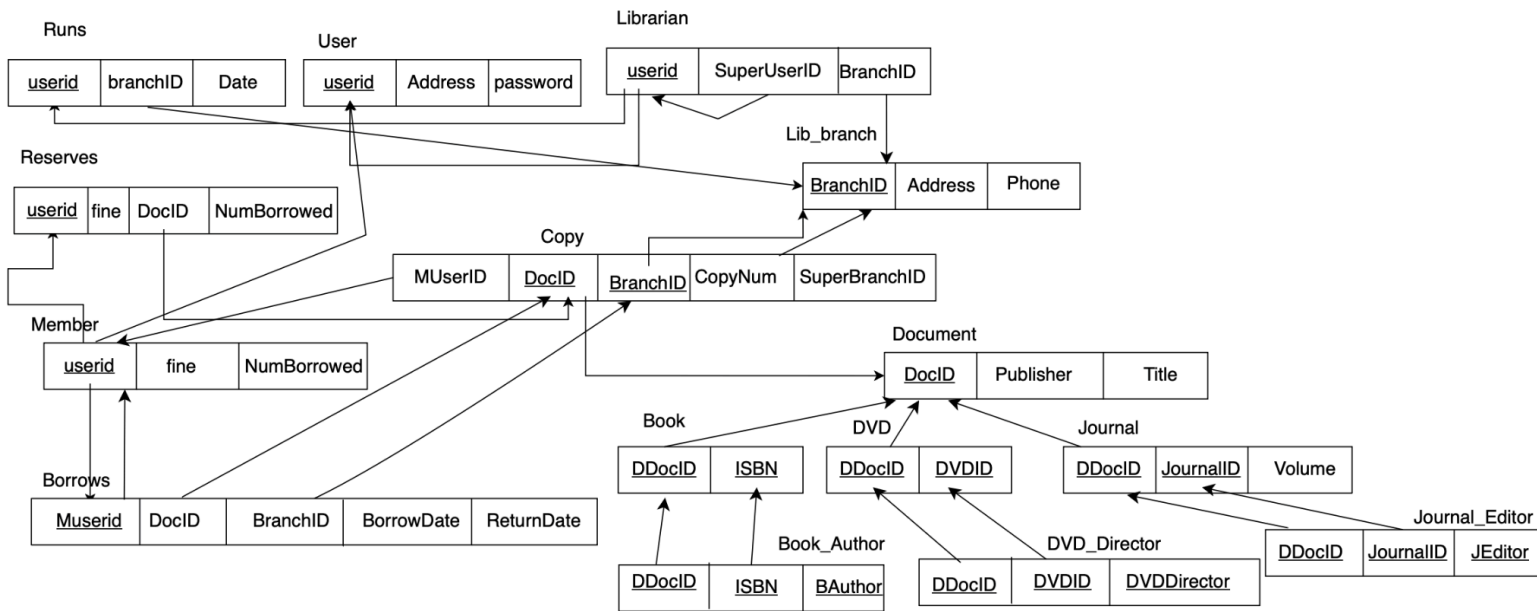 Runs
userid branchID Date
User
userid Address password
Librarian
userid SuperUserID BranchID
Lib_branch
BranchID Address Phone
Reserves
userid fine DocID NumBorrowed
Copy
MUserID DocID BranchID CopyNum SuperBranchID
Member
userid fine NumBorrowed
Document
DocID Publisher Title
Borrows
Muserid DocID BranchID BorrowDate ReturnDate
Book
DDocID ISBN
DVD
DDocID DVDID
Journal
DDocID JournalID Volume
Book_Author
DDocID ISBN BAuthor
DVD_Director
DDocID DVDID DVDDirector
Journal_Editor
DDocID JournalID JEditor